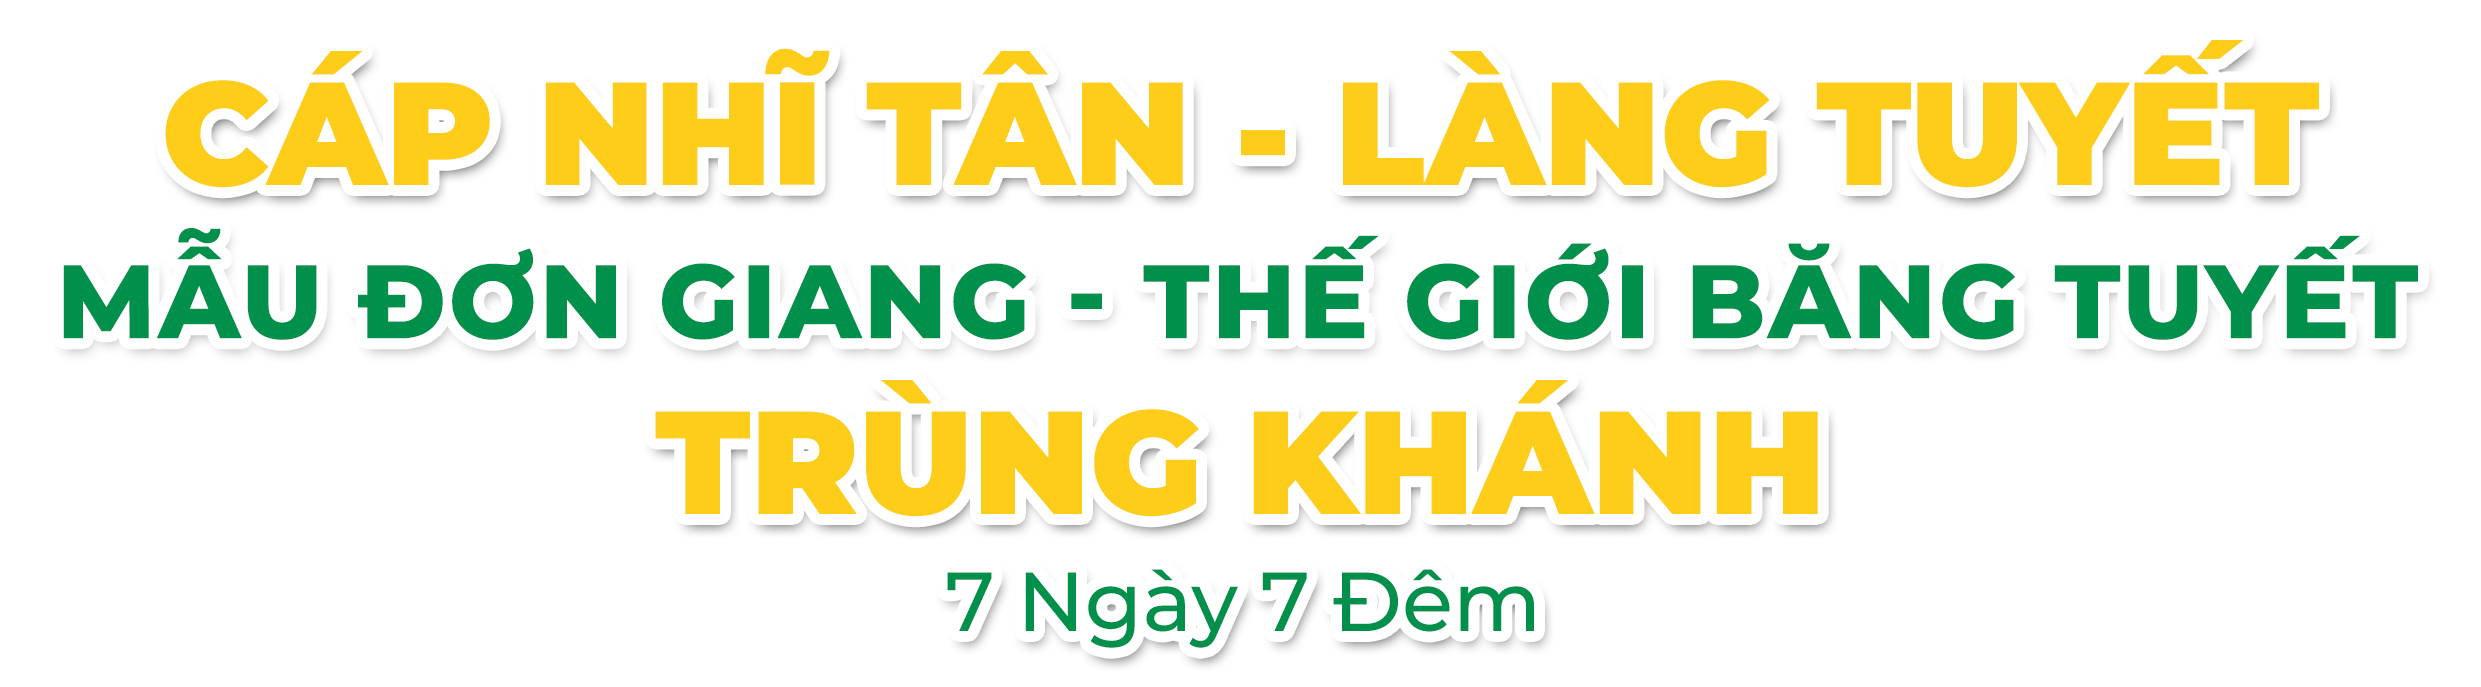 CÁP NHĨ TÂN - LÀNG TUYẾT
MẪU ĐƠN GIANG - THẾ GIỚI BĂNG TUYẾT
TRÙNG KHÁNH
7 Ngày 7 Đêm